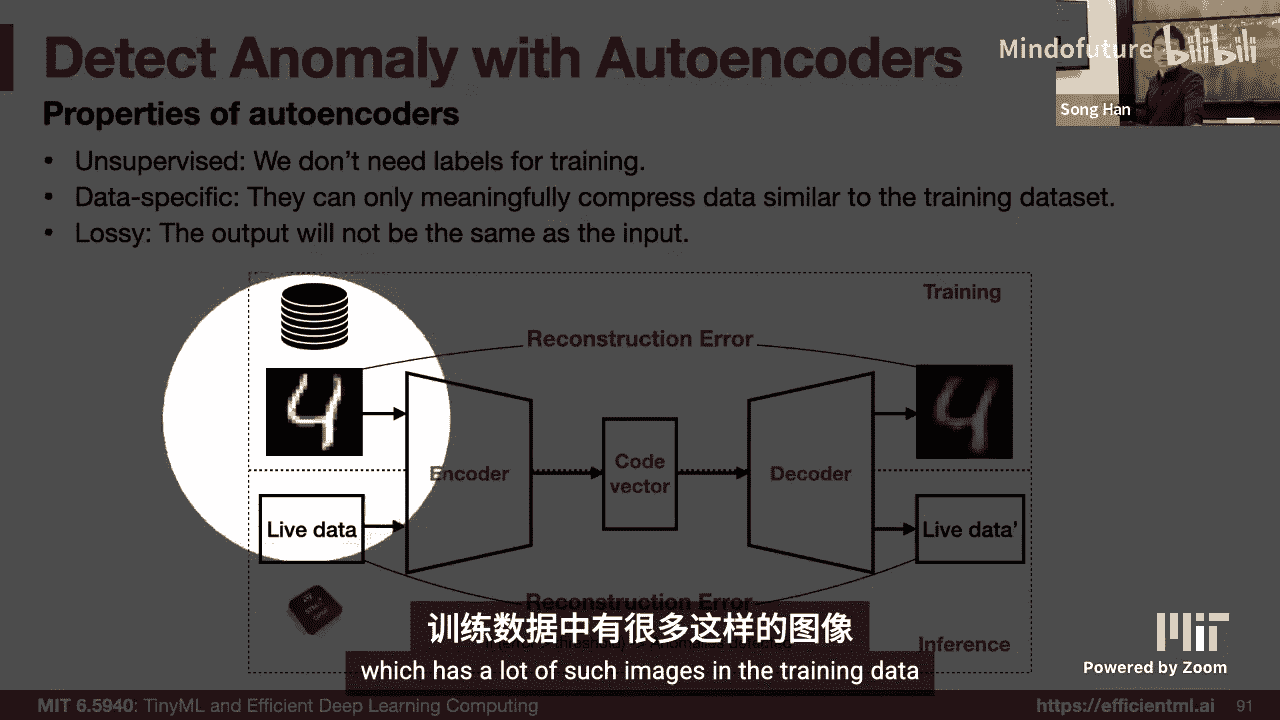 Detect Anomaly with Autoencoders
Mindofuture bilibili
Song Han
Properties of autoencoders
• Unsupervised: We don't need labels for training.
• Data-specific: They can only meaningfully compress data similar to the training dataset.
• Lossy: The output will not be the same as the input.
Training
Reconstruction Error
4
4
Encoder
Code
vector
Decoder
Live data
Live data'
Reconstruction Error
训练数据中有很多这样的图像
which has a lot of such images in the training data
Inference
MIT
Powered by Zoom
MIT 6.5940: TinyML and Efficient Deep Learning Computing
https://efficientml.ai
91